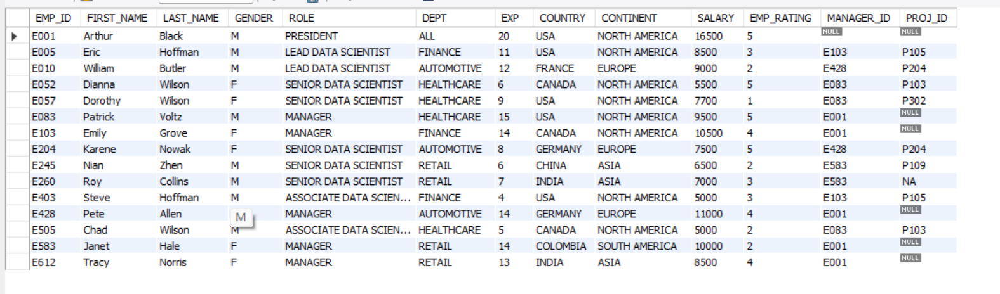 EMP_ID FIRST_NAME LAST_NAME GENDER ROLE DEPT EXP COUNTRY CONTINENT SALARY EMP_RATING MANAGER_ID PROJ_ID
E001 Arthur Black M PRESIDENT ALL 20 USA NORTH AMERICA 16500 5 NULL NULL
E005 Eric Hoffman M LEAD DATA SCIENTIST FINANCE 11 USA NORTH AMERICA 8500 3 E103 P105
E010 William Butler M LEAD DATA SCIENTIST AUTOMOTIVE 12 FRANCE EUROPE 9000 2 E428 P204
E052 Dianna Wilson F SENIOR DATA SCIENTIST HEALTHCARE 6 CANADA NORTH AMERICA 5500 5 E083 P103
E057 Dorothy Wilson F SENIOR DATA SCIENTIST HEALTHCARE 9 USA NORTH AMERICA 7700 1 E083 P302
E083 Patrick Voltz M MANAGER HEALTHCARE 15 USA NORTH AMERICA 9500 5 E001 NULL
E103 Emily Grove F MANAGER FINANCE 14 CANADA NORTH AMERICA 10500 4 E001 NULL
E204 Karene Nowak F SENIOR DATA SCIENTIST AUTOMOTIVE 8 GERMANY EUROPE 7500 5 E428 P204
E245 Nian Zhen M SENIOR DATA SCIENTIST RETAIL 6 CHINA ASIA 6500 2 E583 P109
E260 Roy Collins M SENIOR DATA SCIENTIST RETAIL 7 INDIA ASIA 7000 3 E583 NA
E403 Steve Hoffman M ASSOCIATE DATA SCIEN... FINANCE 4 USA NORTH AMERICA 5000 3 E103 P105
E428 Pete Allen M MANAGER AUTOMOTIVE 14 GERMANY EUROPE 11000 4 E001 NULL
E505 Chad Wilson M ASSOCIATE DATA SCIEN... HEALTHCARE 5 CANADA NORTH AMERICA 5000 2 E083 P103
E583 Janet Hale F MANAGER RETAIL 14 COLOMBIA SOUTH AMERICA 10000 2 E001 NULL
E612 Tracy Norris F MANAGER RETAIL 13 INDIA ASIA 8500 4 E001 NULL